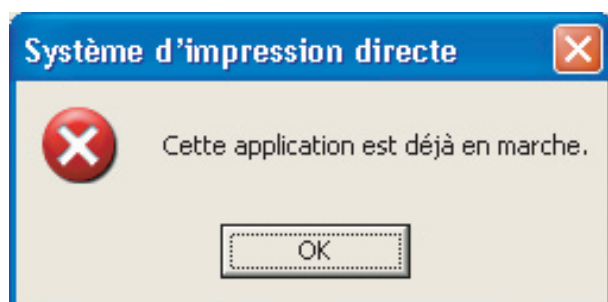 Système d’impression directe
Cette application est déjà en marche.
OK